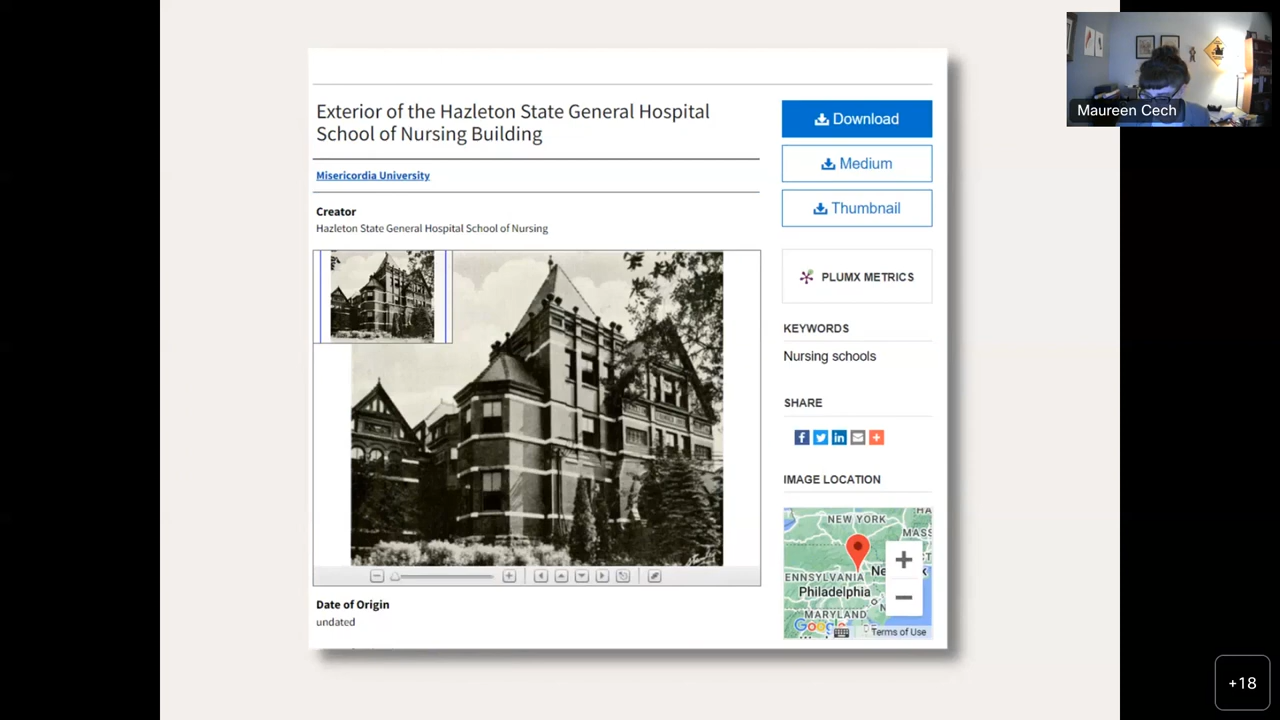 Exterior of the Hazleton State General Hospital
School of Nursing Building
Misericordia University
Creator
Hazleton State General Hospital School of Nursing
Date of Origin
undated
Download
Medium
Thumbnail
PLUMX METRICS
KEYWORDS
Nursing schools
SHARE
IMAGE LOCATION
NEW YORK
MASS
ENNSYLVANIA
Philadelphia
MARYLAND
Google
Terms of Use
Maureen Cech
+18